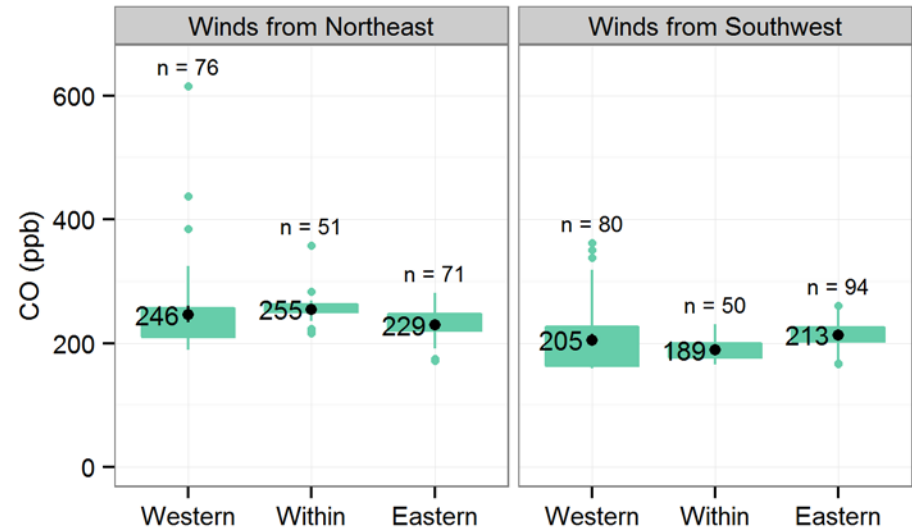 Winds from Northeast
Winds from Southwest
n = 76
n = 51
n = 71
n = 80
n = 50
n = 94
CO (ppb)
600
400
200
0
246
255
229
205
189
213
Western
Within
Eastern
Western
Within
Eastern